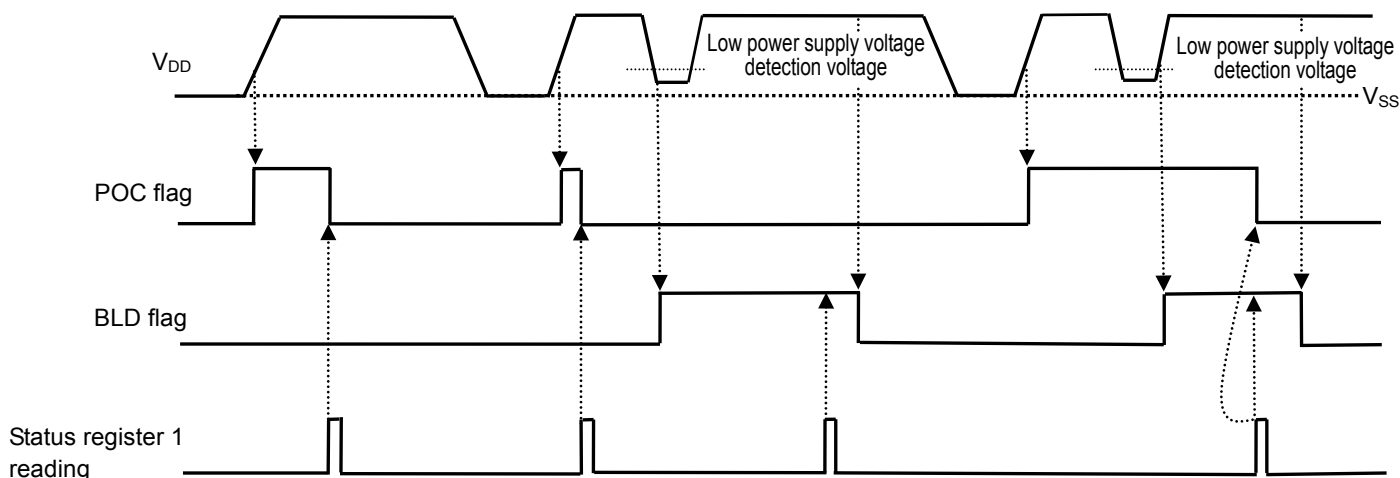 Low power supply voltage
detection voltage
Low power supply voltage
detection voltage
VDD
VSS
POC flag
BLD flag
Status register 1
reading